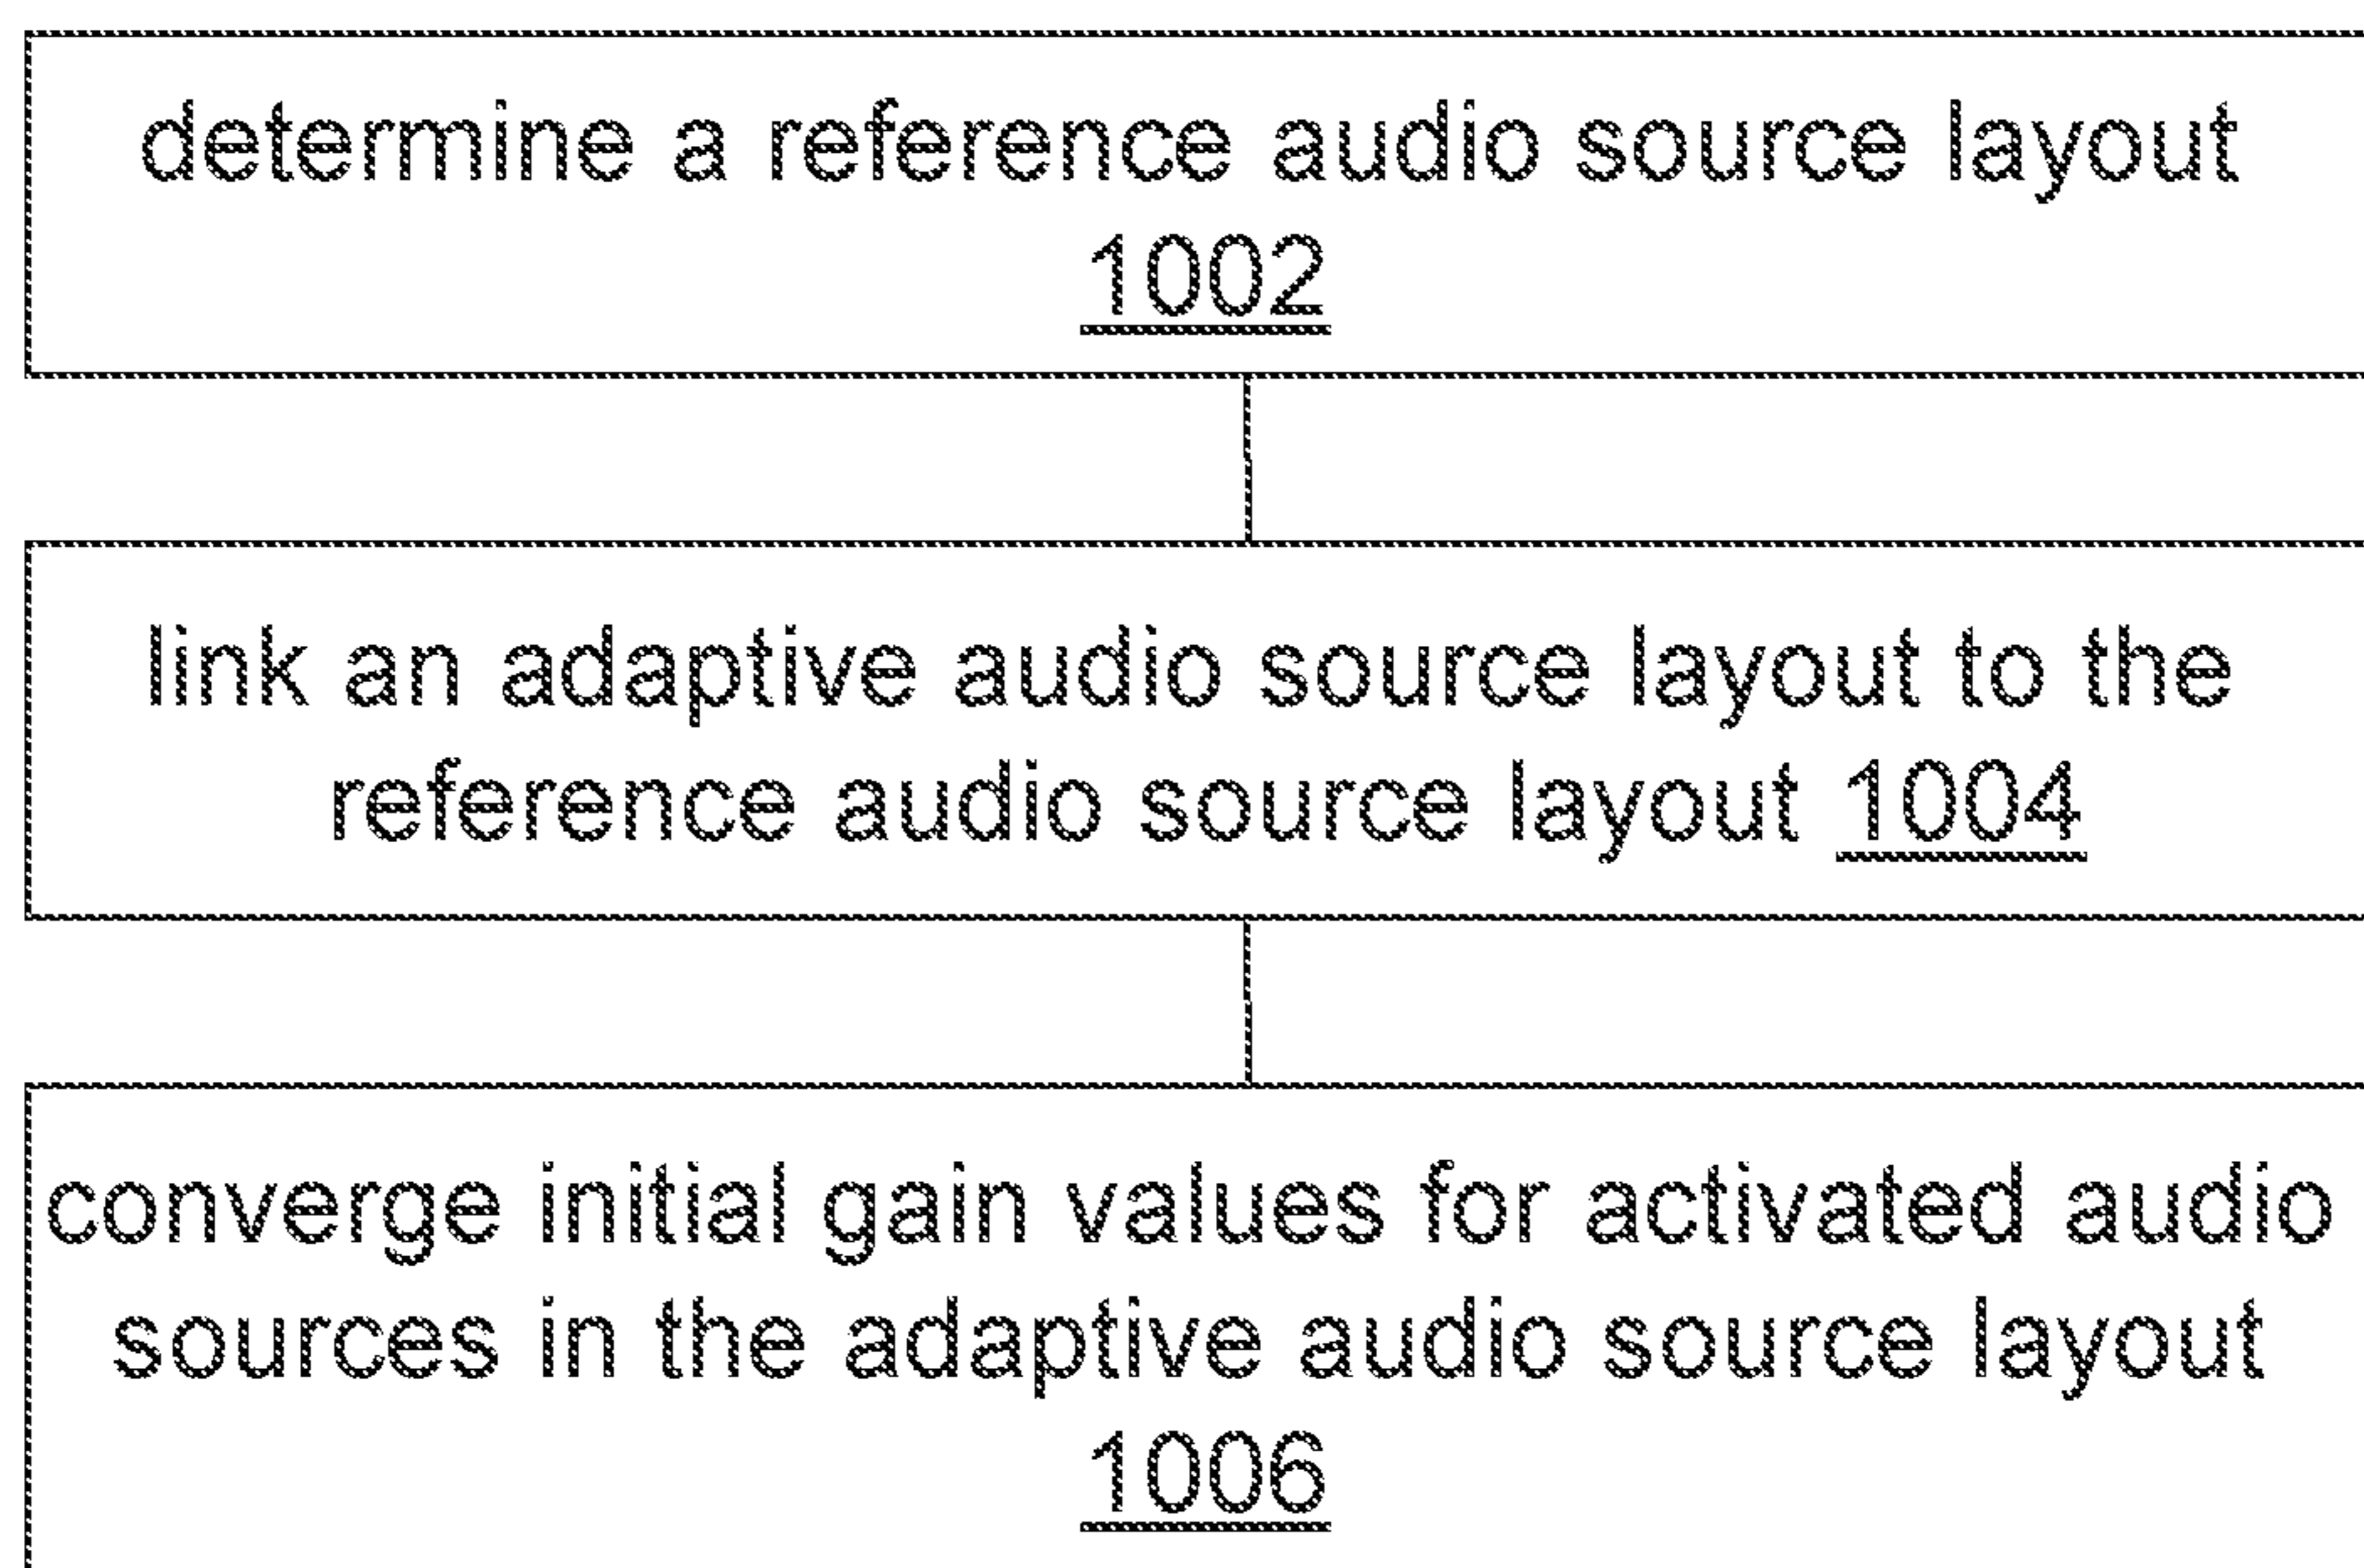 determine a reference audio source layout
1002
link an adaptive audio source layout to the
reference audio source layout 1004
converge initial gain values for activated audio
sources in the adaptive audio source layout
1006